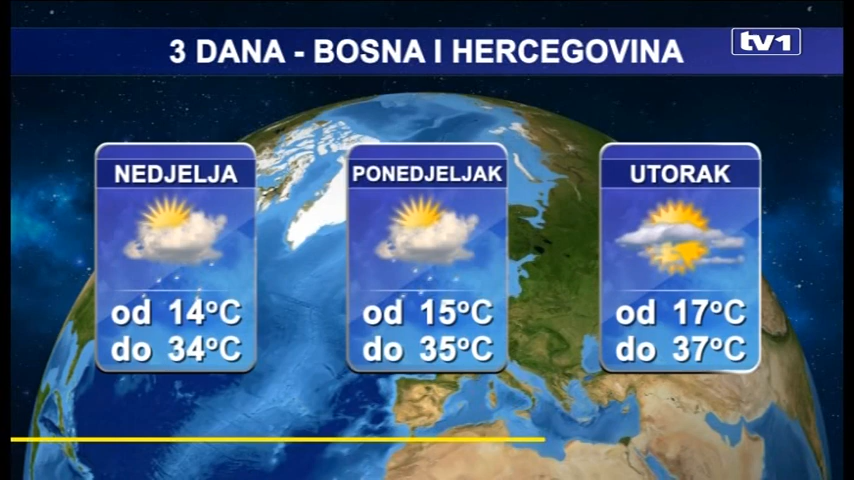 3 DANA - BOSNA I HERCEGOVINA
tv1
NEDJELJA
od 14°C
do 34°C
PONEDJELJAK
od 15°C
do 35°C
UTORAK
od 17°C
do 37°C